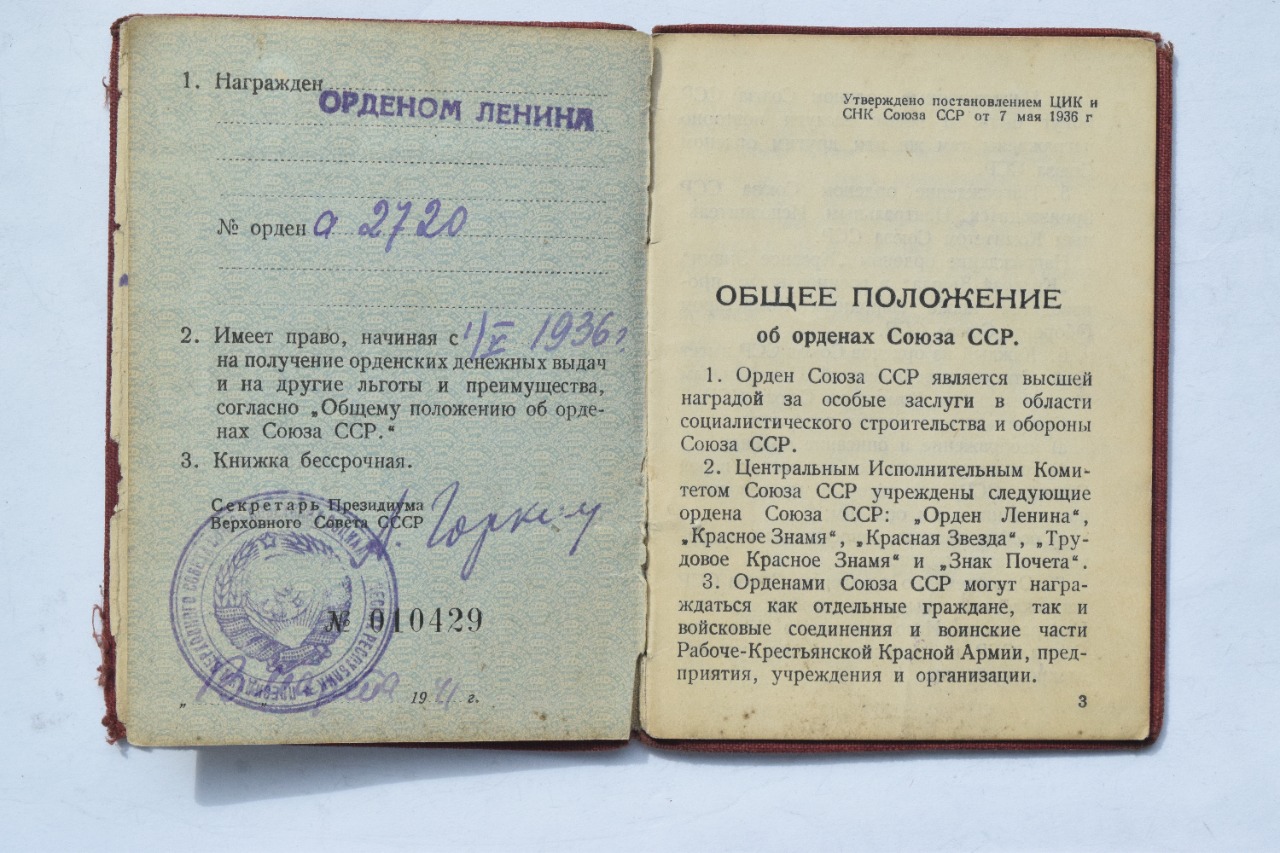 1. Награжден
ОРДЕНОМ ЛЕНИНА
№ орден а 2720
2. Имеет право, начиная с 1/V 1936 г.
на получение орденских денежных выдач
и на другие льготы и преимущества,
согласно „Общему положению об орде-
нах Союза ССР.“
3. Книжка бессрочная.
Секретарь Президиума
Верховного Совета СССР
А. Горкин
№ 010429
марта 1941 г.
Утверждено постановлением ЦИК и
СНК Союза ССР от 7 мая 1936 г
ОБЩЕЕ ПОЛОЖЕНИЕ
об орденах Союза ССР.
1. Орден Союза ССР является высшей
наградой за особые заслуги в области
социалистического строительства и обороны
Союза ССР.
2. Центральным Исполнительным Коми-
тетом Союза ССР учреждены следующие
ордена Союза ССР: „Орден Ленина“,
„Красное Знамя“, „Красная Звезда“, „Тру-
довое Красное Знамя“ и „Знак Почета“.
3. Орденами Союза ССР могут награ-
ждаться как отдельные граждане, так и
войсковые соединения и воинские части
Рабоче-Крестьянской Красной Армии, пред-
приятия, учреждения и организации.
3